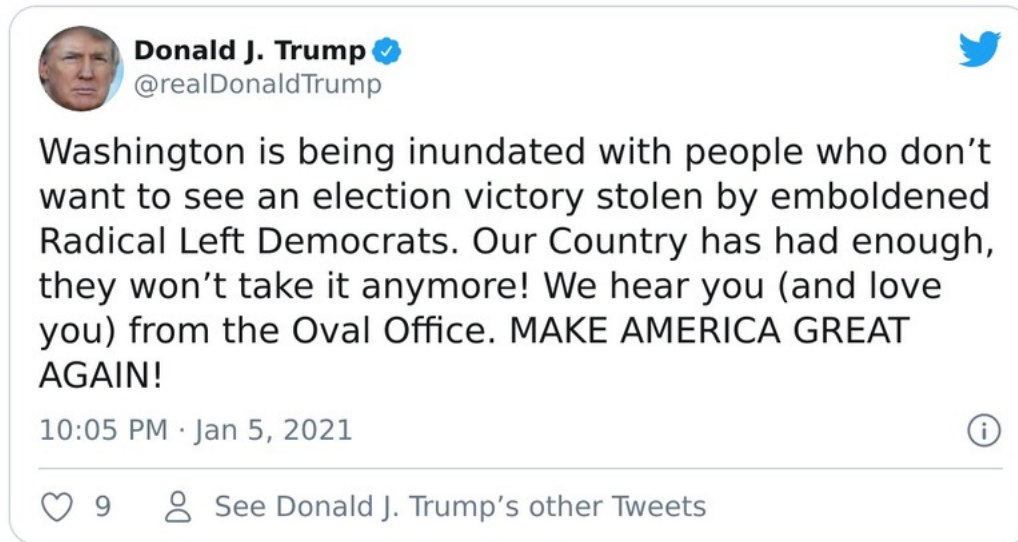 Donald J. Trump
@realDonaldTrump
Washington is being inundated with people who don’t
want to see an election victory stolen by emboldened
Radical Left Democrats. Our Country has had enough,
they won’t take it anymore! We hear you (and love
you) from the Oval Office. MAKE AMERICA GREAT
AGAIN!
10:05 PM · Jan 5, 2021
9 See Donald J. Trump’s other Tweets